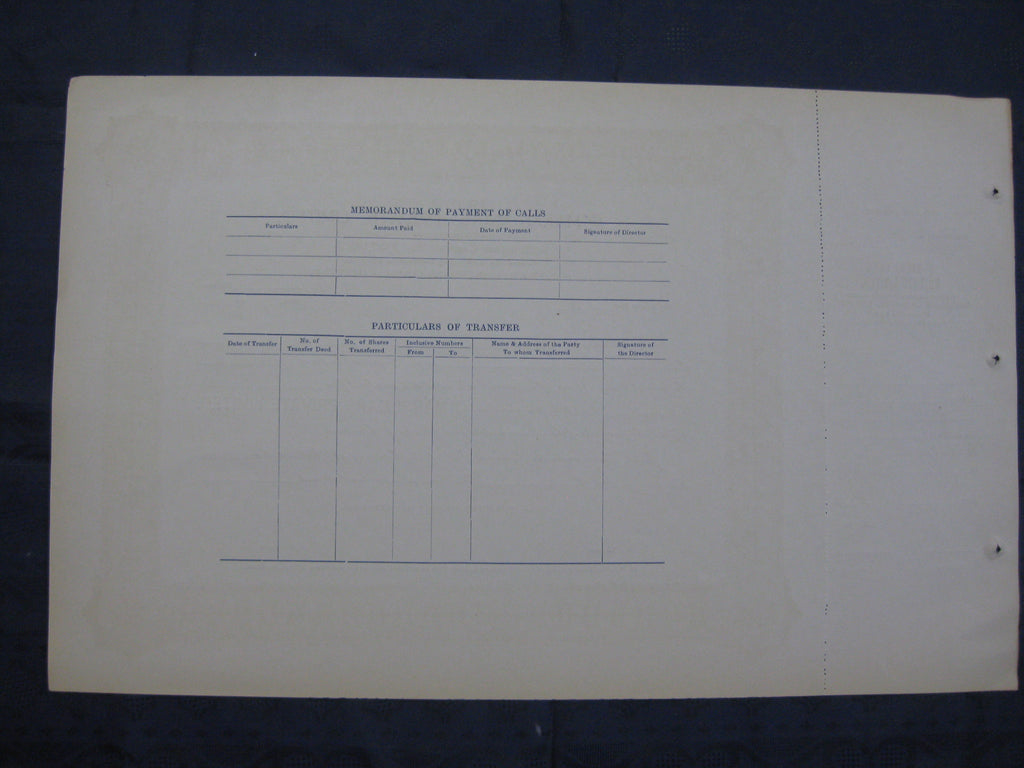 MEMORANDUM OF PAYMENT OF CALLS
Particulars Amount Paid Date of Payment Signature of Director
PARTICULARS OF TRANSFER
Date of Transfer
No. of
Transfer Deed
No. of Shares
Transferred
Inclusive Numbers
From To
Name & Address of the Party
To whom Transferred
Signature of
the Director